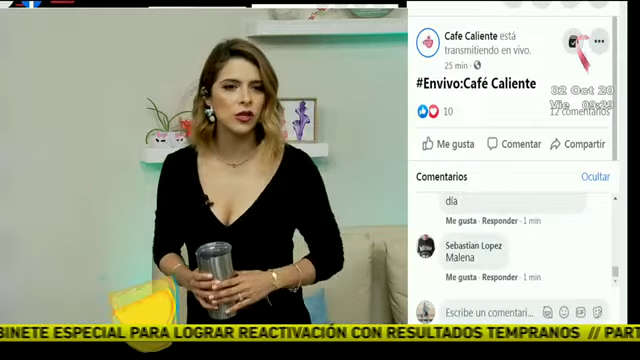 Cafe Caliente está
transmitiendo en vivo.
25 min ·
#Envivo:Café Caliente
02 Oct 20
Vie 09:29
10
12 comentarios
Me gusta
Comentar
Compartir
Comentarios
Ocultar
día
Me gusta · Responder · 1 min
Sebastian Lopez
Malena
Me gusta · Responder · 1 min
Escribe un comentari...
BINETE ESPECIAL PARA LOGRAR REACTIVACIÓN CON RESULTADOS TEMPRANOS // PART